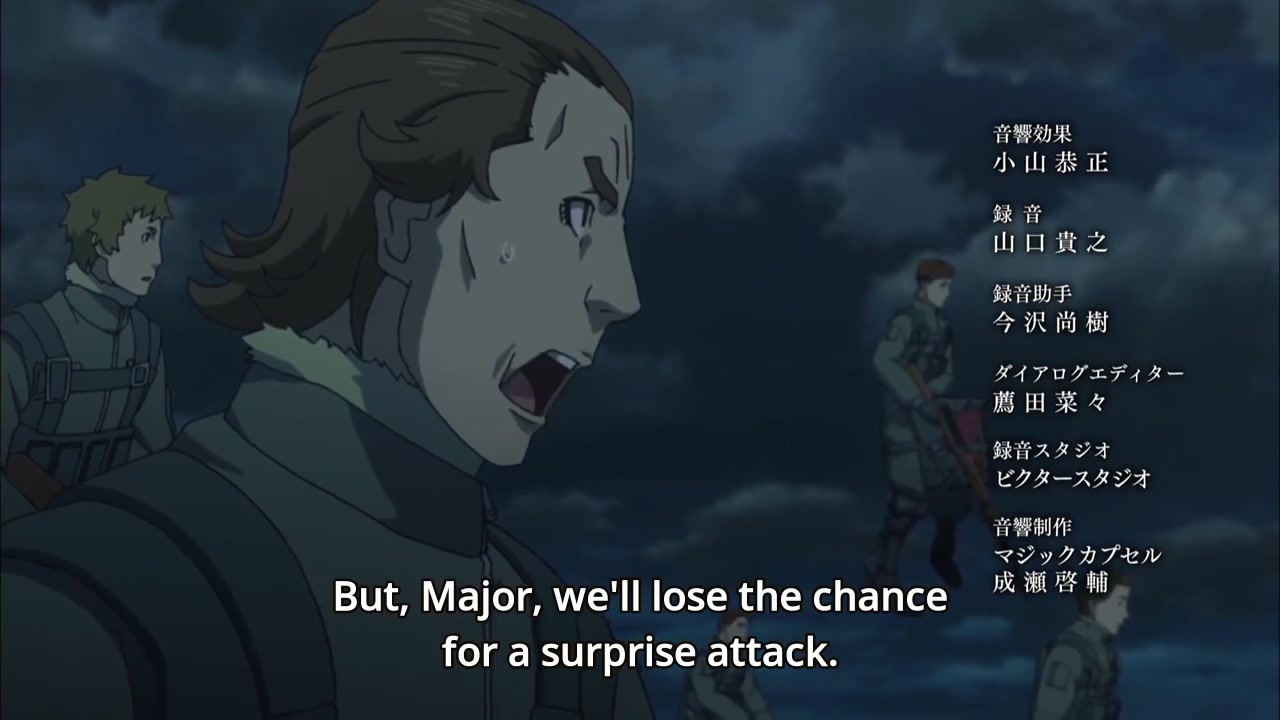 音響効果
小山恭正
録音
山口貴之
録音助手
今沢尚樹
ダイアログエディター
薦田菜々
録音スタジオ
ビクタースタジオ
音響制作
マジックカプセル
成瀬啓輔
But, Major, we'll lose the chance
for a surprise attack.